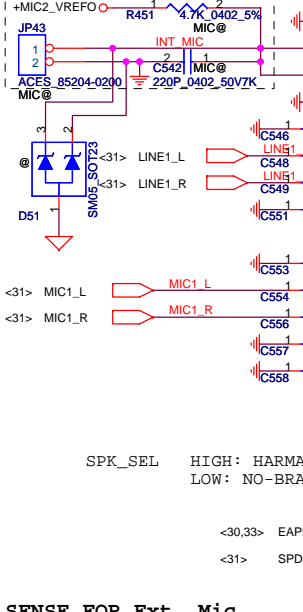 +MIC2_VREFO
1 2
R451 4.7K_0402_5%
MIC@
JP43
1
2
INT_MIC
2 1
C542 MIC@
ACES_85204-0200 220P_0402_50V7K
MIC@
3 2
@
1
D51
SM05_SOT23
C546
<31> LINE1_L
LINE1
C548
<31> LINE1_R
LINE1
C549
C551
C553
<31> MIC1_L
MIC1_L
C554
<31> MIC1_R
MIC1_R
C556
C557
C558
SPK_SEL HIGH: HARMA
LOW: NO-BRA
<30,33> EAP
<31> SPD
SENSE FOR Ext. Mic